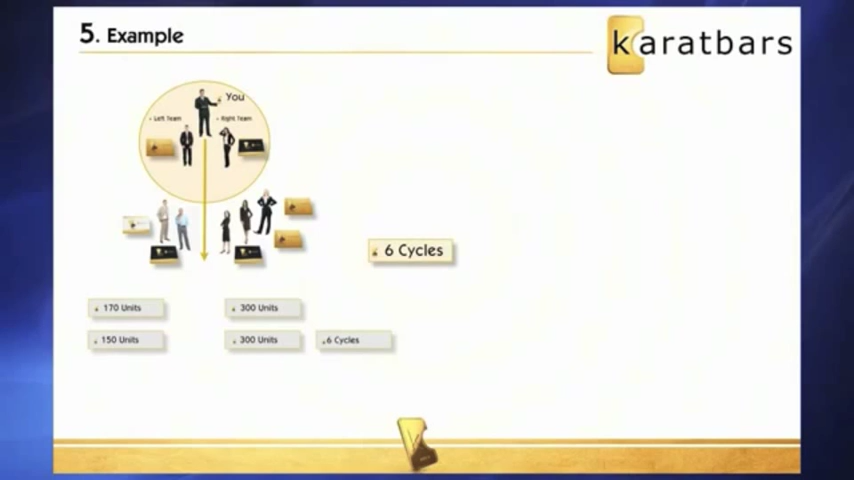 5. Example
karatbars
You
Left Team
Right Team
6 Cycles
170 Units
300 Units
150 Units
300 Units
6 Cycles